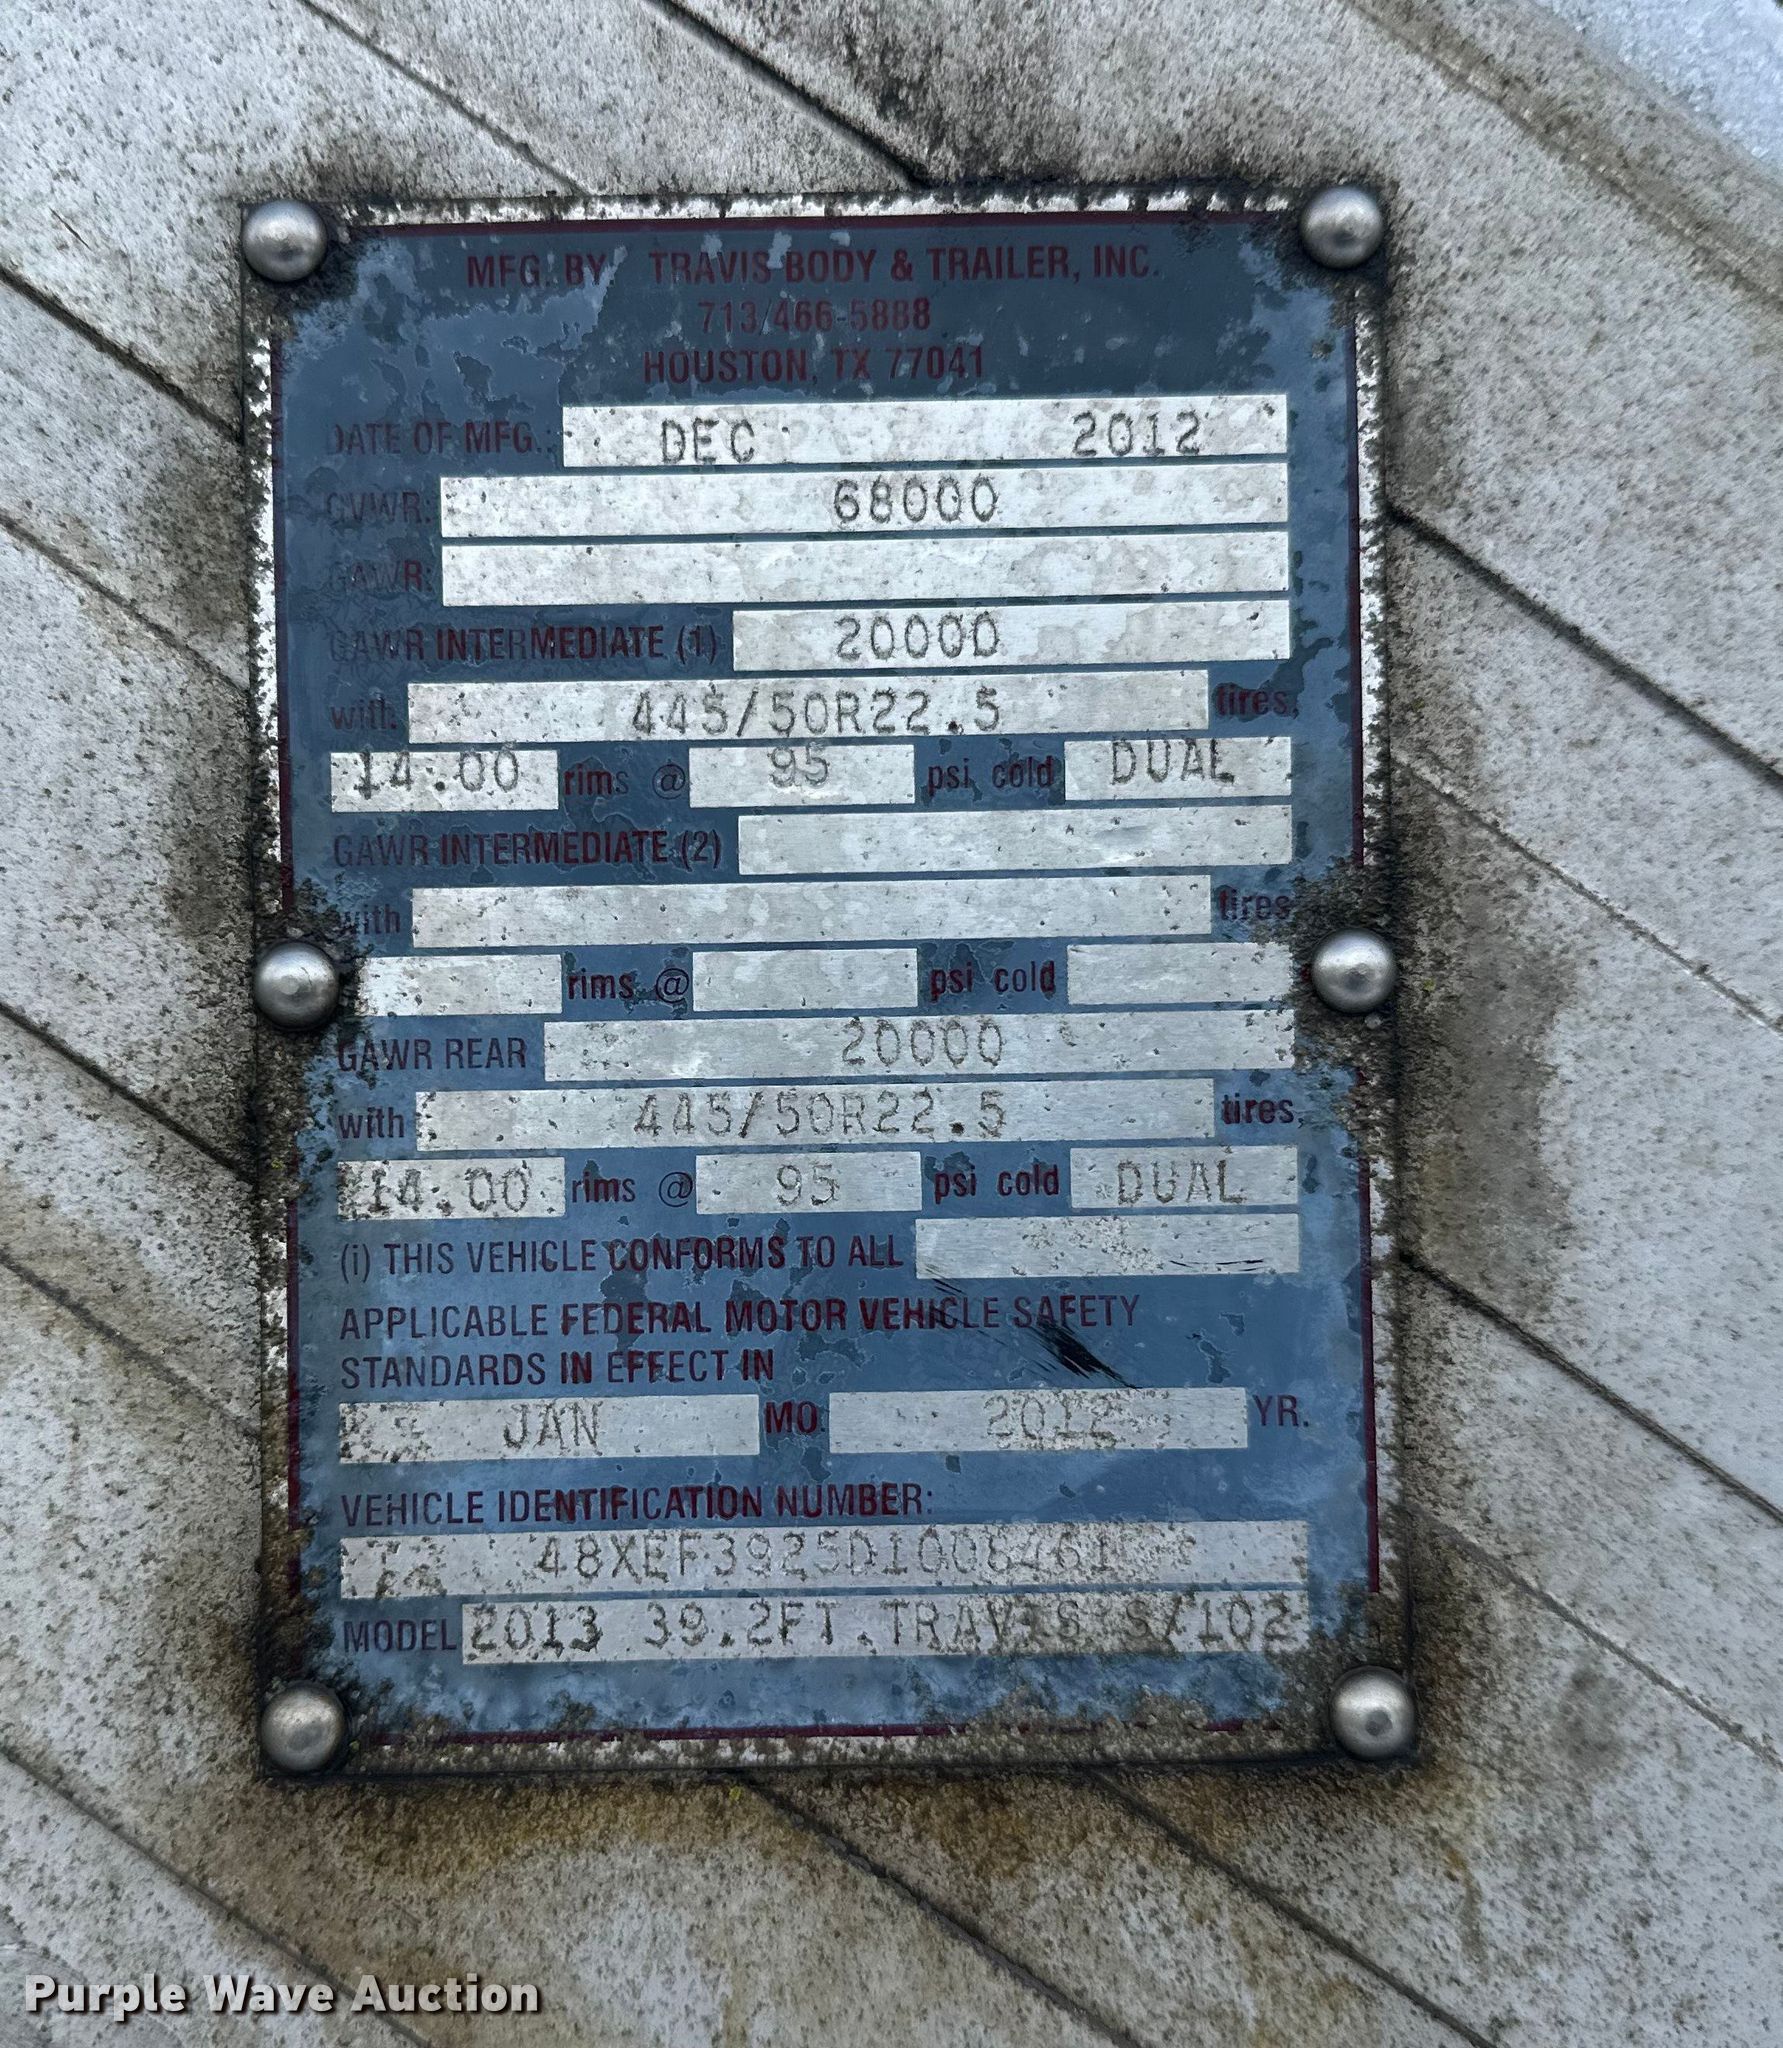 MFG. BY TRAVIS BODY & TRAILER, INC.
713/466-5888
HOUSTON, TX 77041
DATE OF MFG.: DEC 2012
GVWR: 68000
GAWR:
GAWR INTERMEDIATE (1) 20000
with 445/50R22.5 tires,
14.00 rims @ 95 psi cold DUAL
GAWR INTERMEDIATE (2)
with tires,
rims @ psi cold
GAWR REAR 20000
with 445/50R22.5 tires,
14.00 rims @ 95 psi cold DUAL
(i) THIS VEHICLE CONFORMS TO ALL
APPLICABLE FEDERAL MOTOR VEHICLE SAFETY
STANDARDS IN EFFECT IN
JAN MO. 2012 YR.
VEHICLE IDENTIFICATION NUMBER:
MODEL 2013 39.2FT.TRAVIS S/102
Purple Wave Auction